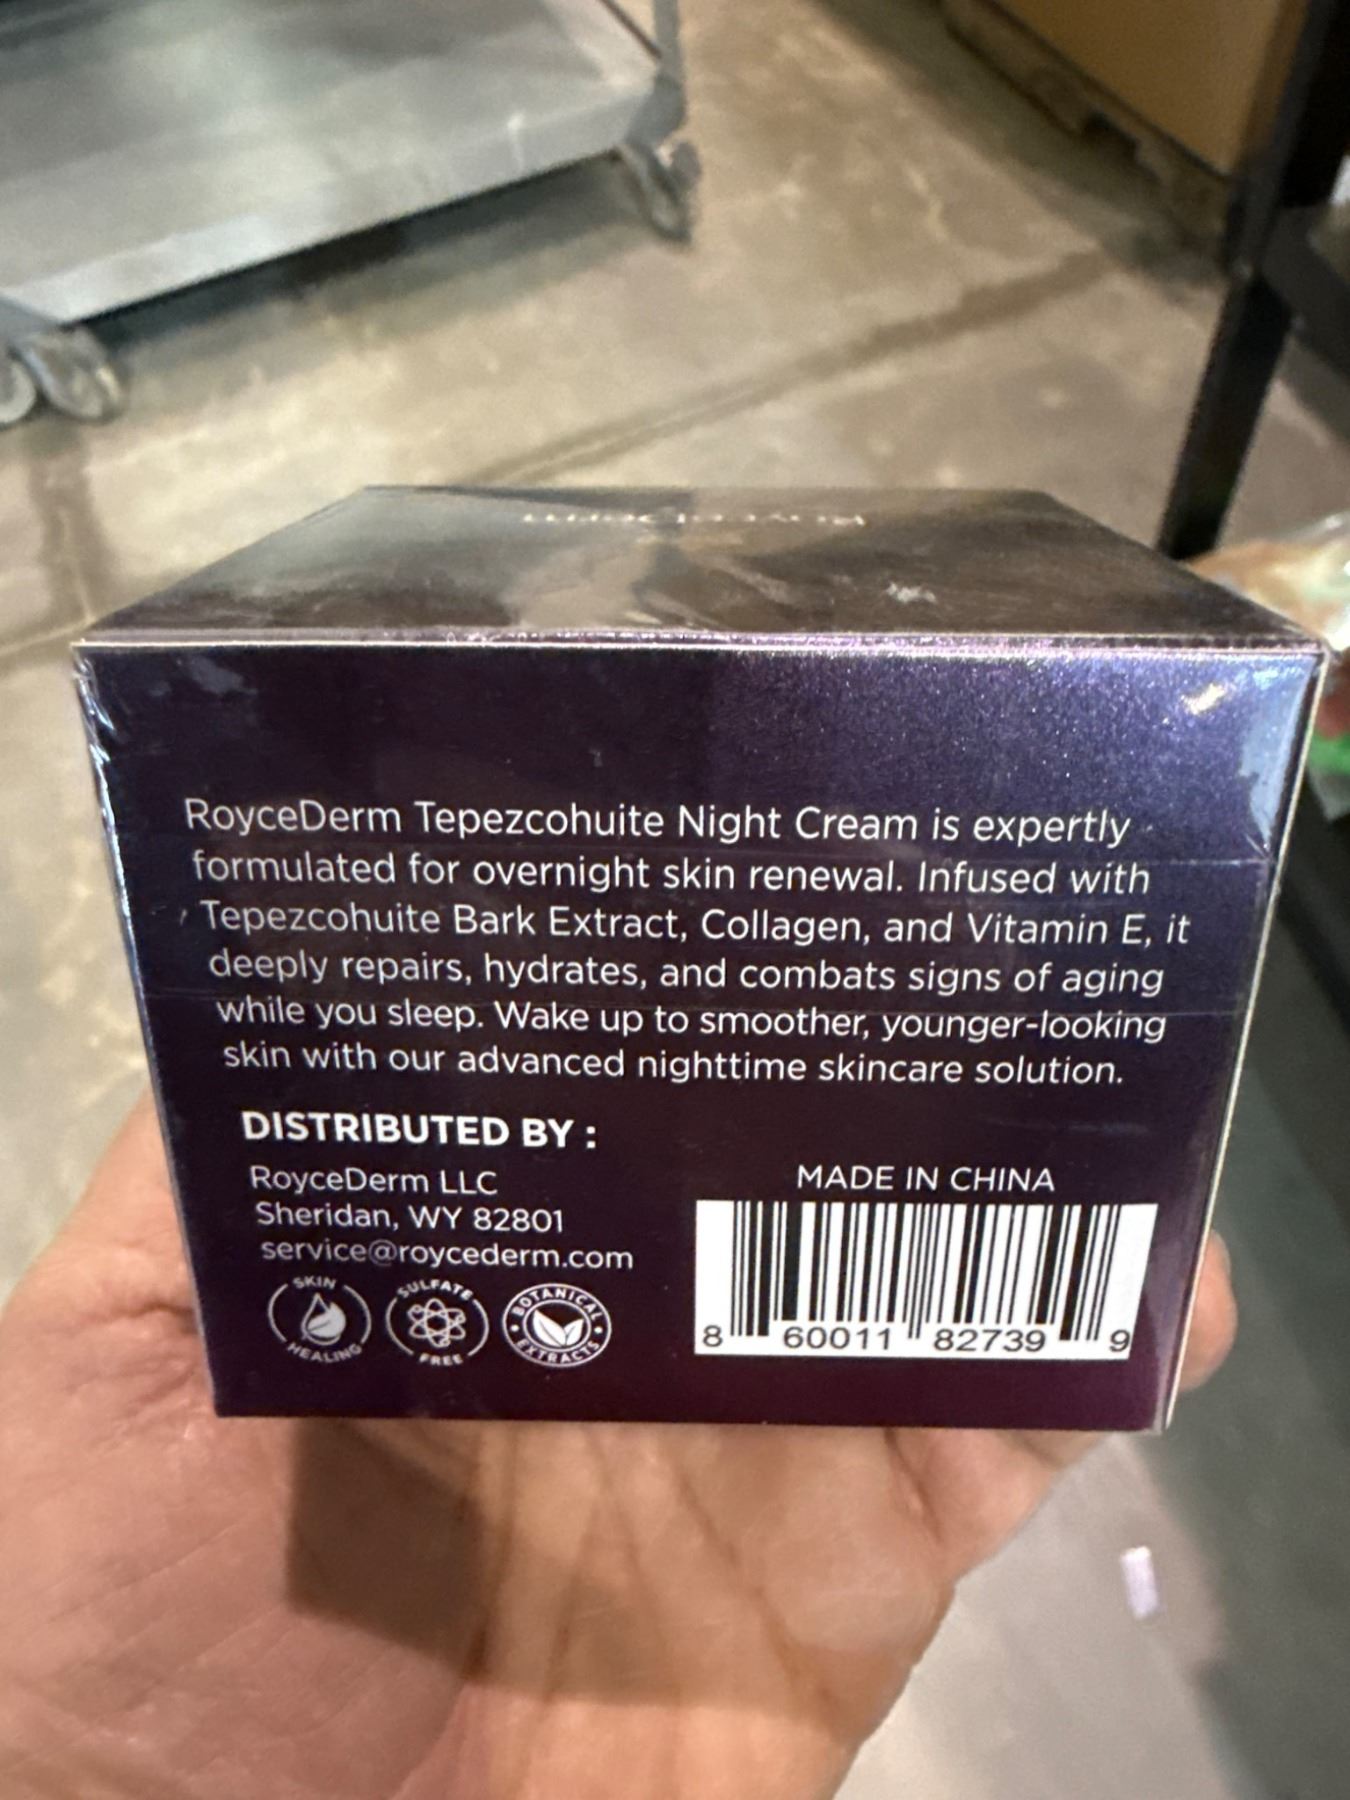 RoyceDerm
RoyceDerm Tepezcohuite Night Cream is expertly
formulated for overnight skin renewal. Infused with
Tepezcohuite Bark Extract, Collagen, and Vitamin E, it
deeply repairs, hydrates, and combats signs of aging
while you sleep. Wake up to smoother, younger-looking
skin with our advanced nighttime skincare solution.
DISTRIBUTED BY :
RoyceDerm LLC
Sheridan, WY 82801
service@roycederm.com
MADE IN CHINA
SKIN HEALING
SULFATE FREE
BOTANICAL EXTRACTS
8 60011 82739 9